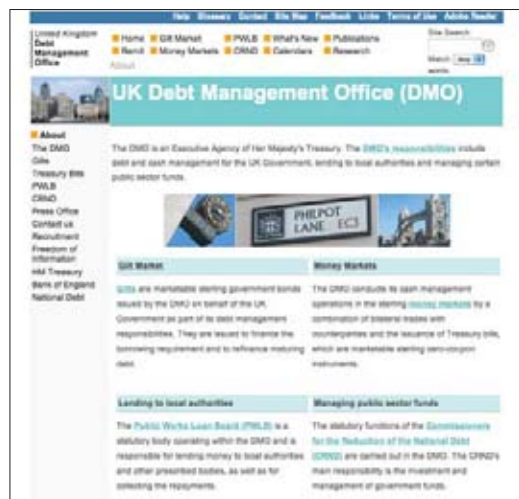 Help Glossary Contact Site Map Feedback Links Terms of Use Adobe Reader
United Kingdom
Debt
Management
Office
Home Gilt Market PWLB What's New Publications
Remit Money Markets CRND Calendars Research
About
Site Search:
Match
words
UK Debt Management Office (DMO)
About
The DMO
Gilts
Treasury Bills
PWLB
CRND
Press Office
Contact us
Recruitment
Freedom of
Information
HM Treasury
Bank of England
National Debt
The DMO is an Executive Agency of Her Majesty's Treasury. The DMO's responsibilities include
debt and cash management for the UK Government, lending to local authorities and managing certain
public sector funds.
PHILPOT
LANE EC3
Gilt Market
Gilts are marketable sterling government bonds
issued by the DMO on behalf of the UK
Government as part of its debt management
responsibilities. They are issued to finance the
borrowing requirement and to refinance maturing
debt.
Money Markets
The DMO conducts its cash management
operations in the sterling money markets by a
combination of bilateral trades with
counterparties and the issuance of Treasury bills,
which are marketable sterling zero-coupon
instruments.
Lending to local authorities
The Public Works Loan Board (PWLB) is a
statutory body operating within the DMO and is
responsible for lending money to local authorities
and other prescribed bodies, as well as for
collecting the repayments.
Managing public sector funds
The statutory functions of the Commissioners
for the Reduction of the National Debt
(CRND) are carried out in the DMO. The CRND's
main responsibility is the investment and
management of government funds.